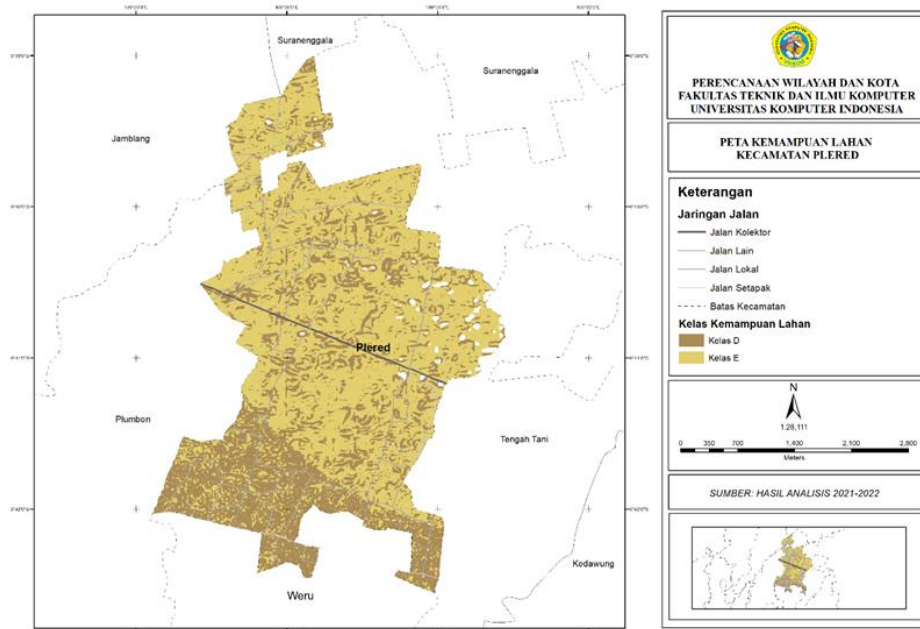 Suranenggala
Suranenggala
Jamblang
Plered
Plumbon
Tengah Tani
Kedawung
Weru
PERENCANAAN WILAYAH DAN KOTA
FAKULTAS TEKNIK DAN ILMU KOMPUTER
UNIVERSITAS KOMPUTER INDONESIA
PETA KEMAMPUAN LAHAN
KECAMATAN PLERED
Keterangan
Jaringan Jalan
Jalan Kolektor
Jalan Lain
Jalan Lokal
Jalan Setapak
Batas Kecamatan
Kelas Kemampuan Lahan
Kelas D
Kelas E
N
1:28,111
0 350 700 1,400 2,100 2,800
Meters
SUMBER: HASIL ANALISIS 2021-2022